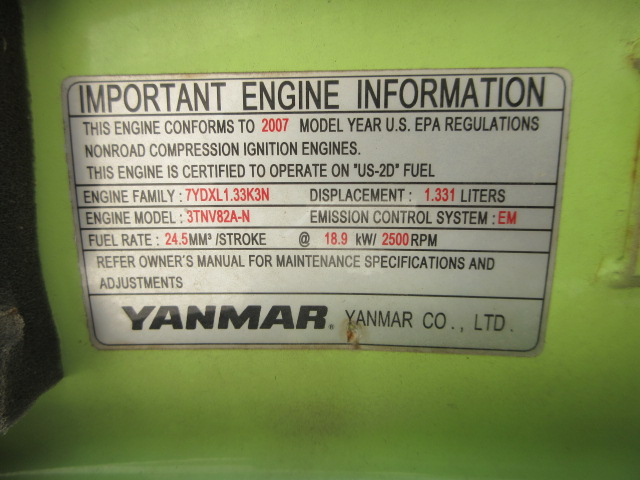 IMPORTANT ENGINE INFORMATION
THIS ENGINE CONFORMS TO 2007 MODEL YEAR U.S. EPA REGULATIONS
NONROAD COMPRESSION IGNITION ENGINES.
THIS ENGINE IS CERTIFIED TO OPERATE ON "US-2D" FUEL
ENGINE FAMILY : 7YDXL1.33K3N DISPLACEMENT : 1.331 LITERS
ENGINE MODEL : 3TNV82A-N EMISSION CONTROL SYSTEM : EM
FUEL RATE : 24.5MM³ /STROKE @ 18.9 kW/ 2500RPM
REFER OWNER'S MANUAL FOR MAINTENANCE SPECIFICATIONS AND
ADJUSTMENTS
YANMAR® YANMAR CO., LTD.